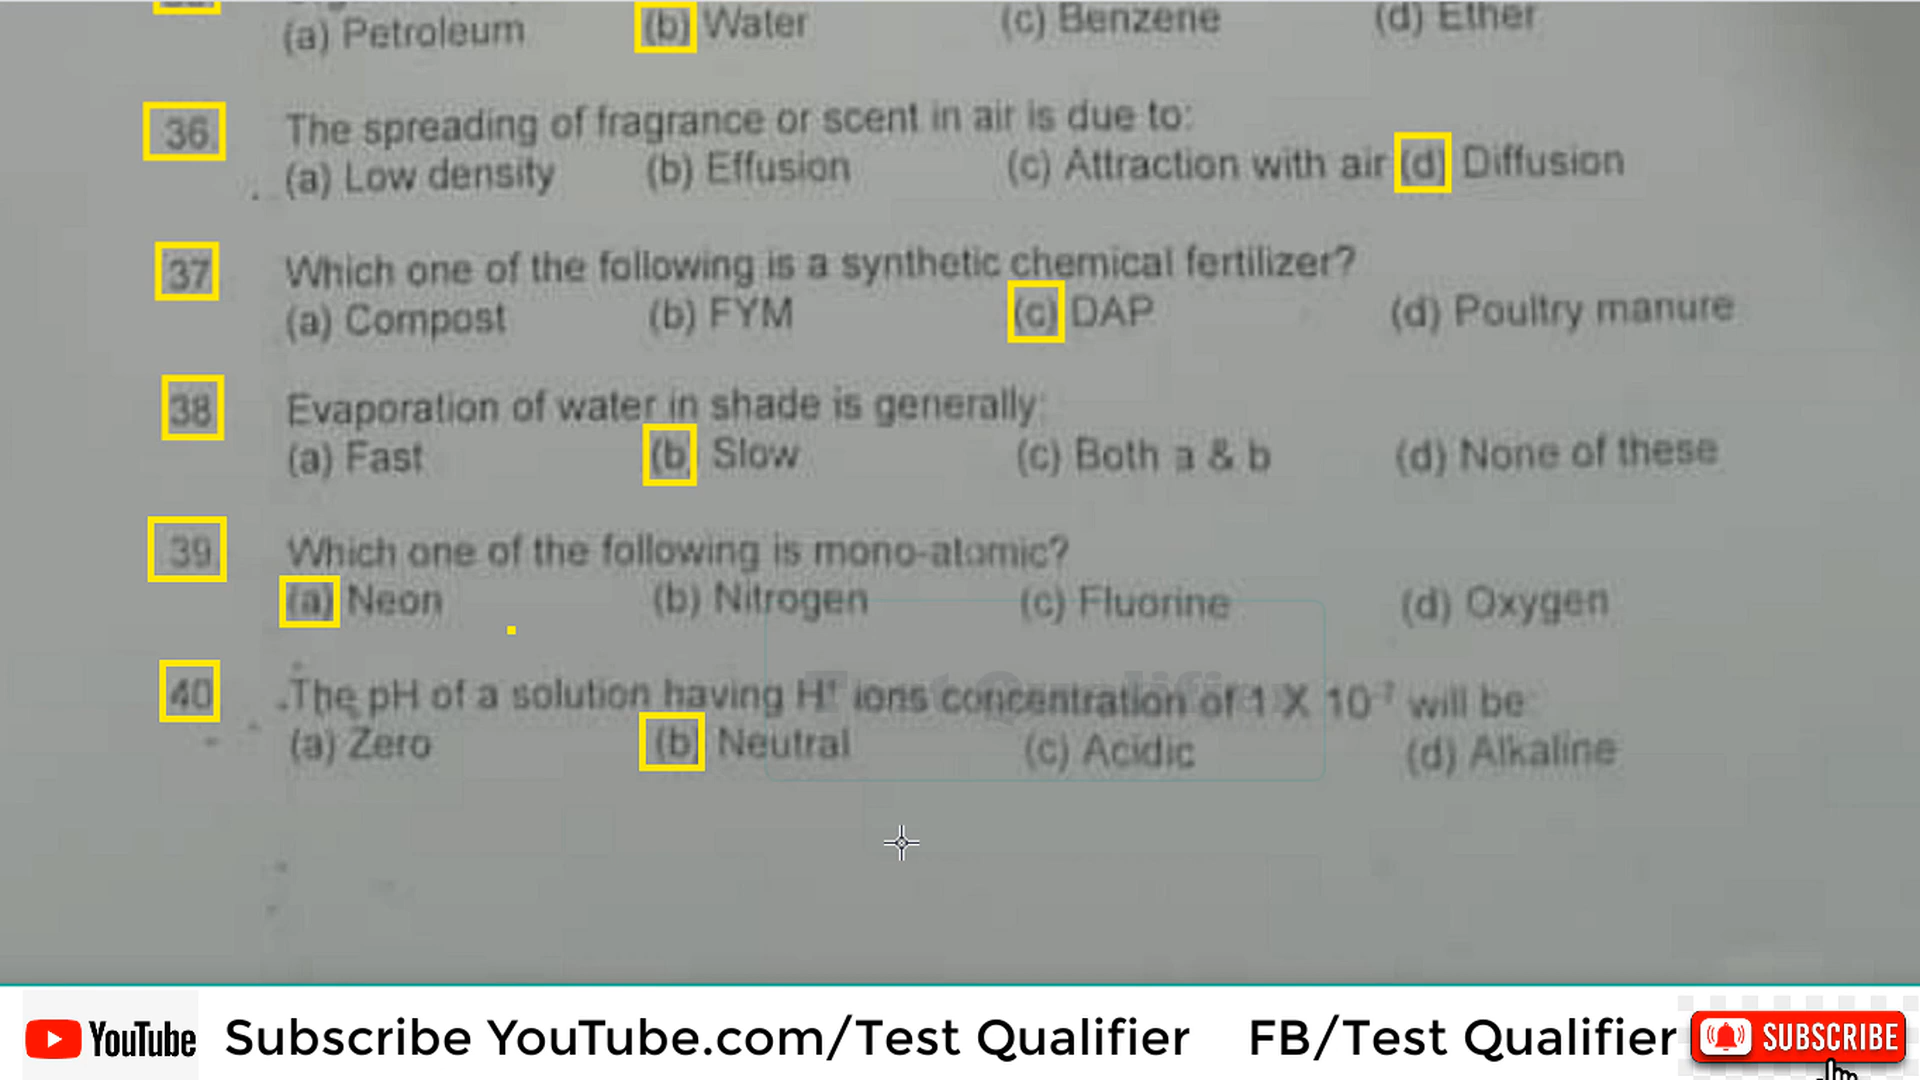 (a) Petroleum (b) Water (c) Benzene (d) Ether
36. The spreading of fragrance or scent in air is due to:
(a) Low density (b) Effusion (c) Attraction with air (d) Diffusion
37 Which one of the following is a synthetic chemical fertilizer?
(a) Compost (b) FYM (c) DAP (d) Poultry manure
38 Evaporation of water in shade is generally:
(a) Fast (b) Slow (c) Both a & b (d) None of these
39. Which one of the following is mono-atomic?
(a) Neon (b) Nitrogen (c) Fluorine (d) Oxygen
40 The pH of a solution having H⁺ ions concentration of 1 X 10⁻⁷ will be:
(a) Zero (b) Neutral (c) Acidic (d) Alkaline
Test Qualifier
YouTube Subscribe YouTube.com/Test Qualifier FB/Test Qualifier SUBSCRIBE